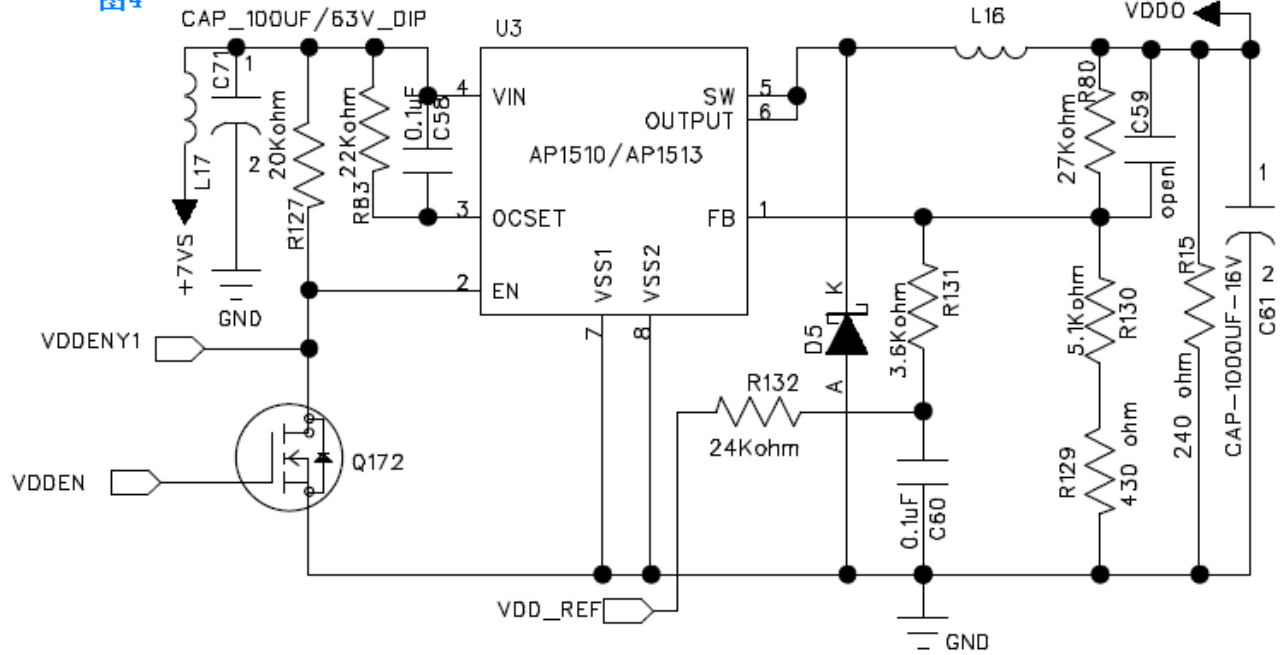 图4
CAP_100UF/63V_DIP
U3
L16
VDDO
C71
1
2
L17
+7VS
GND
20Kohm
R127
22Kohm
R83
0.1uF
C58
4
VIN
3
OCSET
2
EN
SW
5
OUTPUT
6
AP1510/AP1513
FB
1
VSS1
7
VSS2
8
R80
27Kohm
C59
open
R15
240 ohm
1
2
C61
CAP-1000UF-16V
K
D5
A
R131
3.6Kohm
5.1Kohm
R130
R132
24Kohm
R129
430 ohm
0.1uF
C60
VDDENY1
VDDEN
Q172
VDD_REF
GND